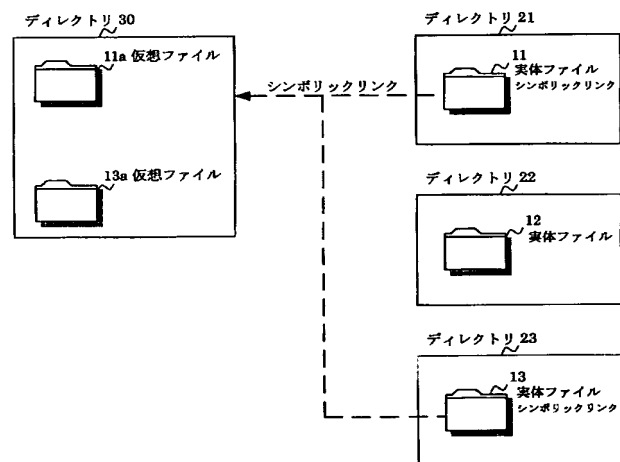 ディレクトリ 30
11a 仮想ファイル
13a 仮想ファイル
シンボリックリンク
ディレクトリ 21
11
実体ファイル
シンボリックリンク
ディレクトリ 22
12
実体ファイル
ディレクトリ 23
13
実体ファイル
シンボリックリンク